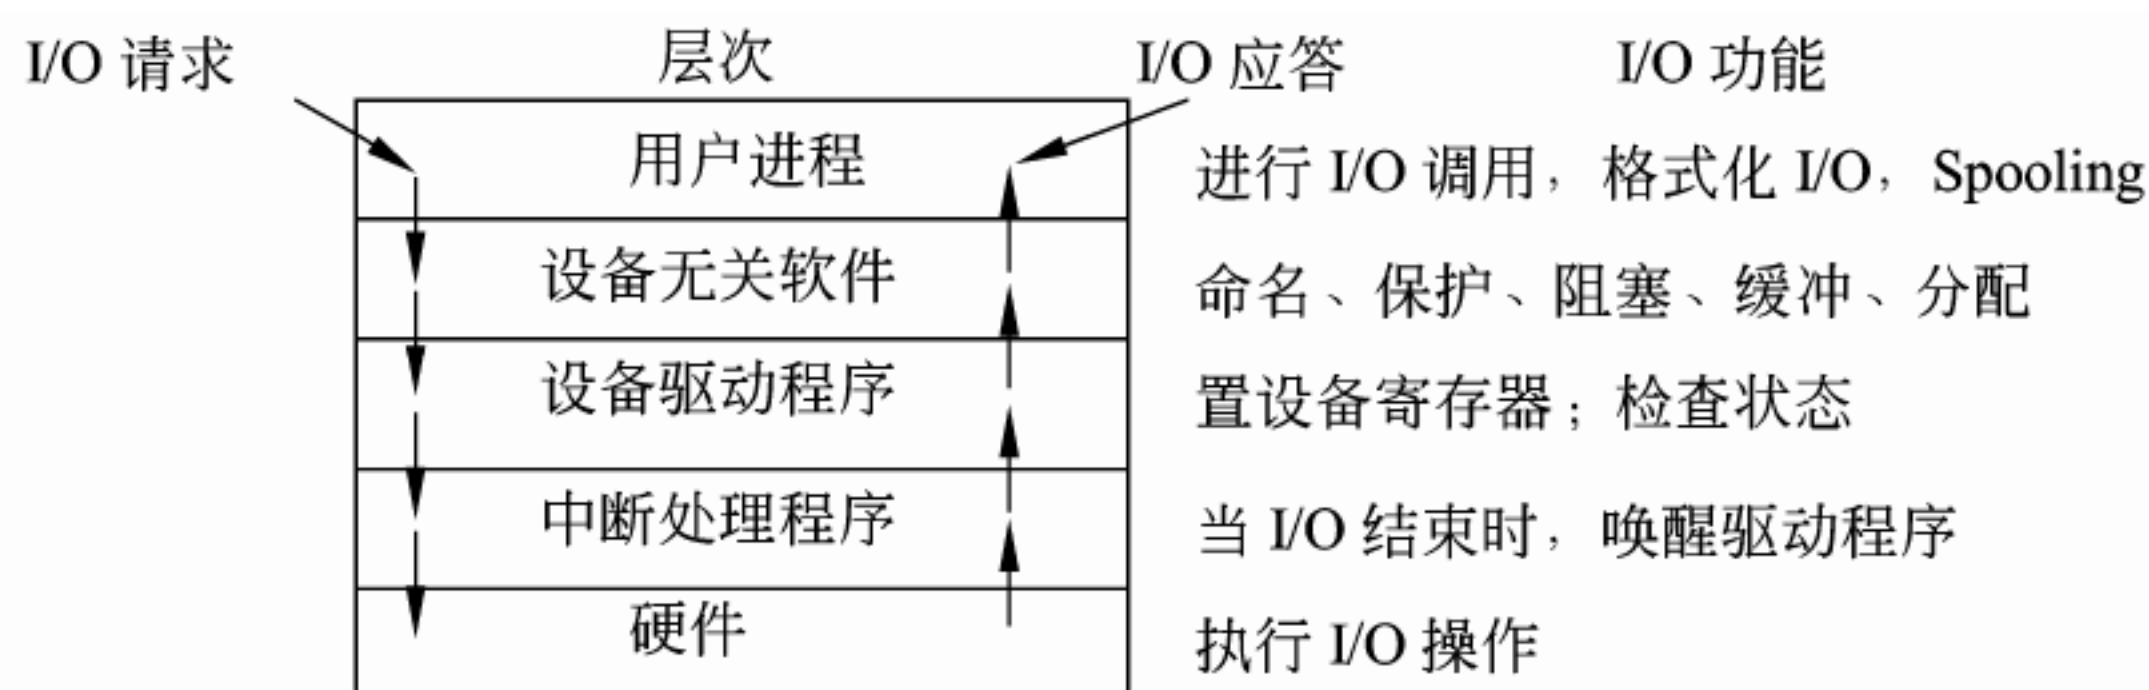 I/O 请求 层次 I/O 应答 I/O 功能
用户进程 进行 I/O 调用，格式化 I/O，Spooling
设备无关软件 命名、保护、阻塞、缓冲、分配
设备驱动程序 置设备寄存器；检查状态
中断处理程序 当 I/O 结束时，唤醒驱动程序
硬件 执行 I/O 操作